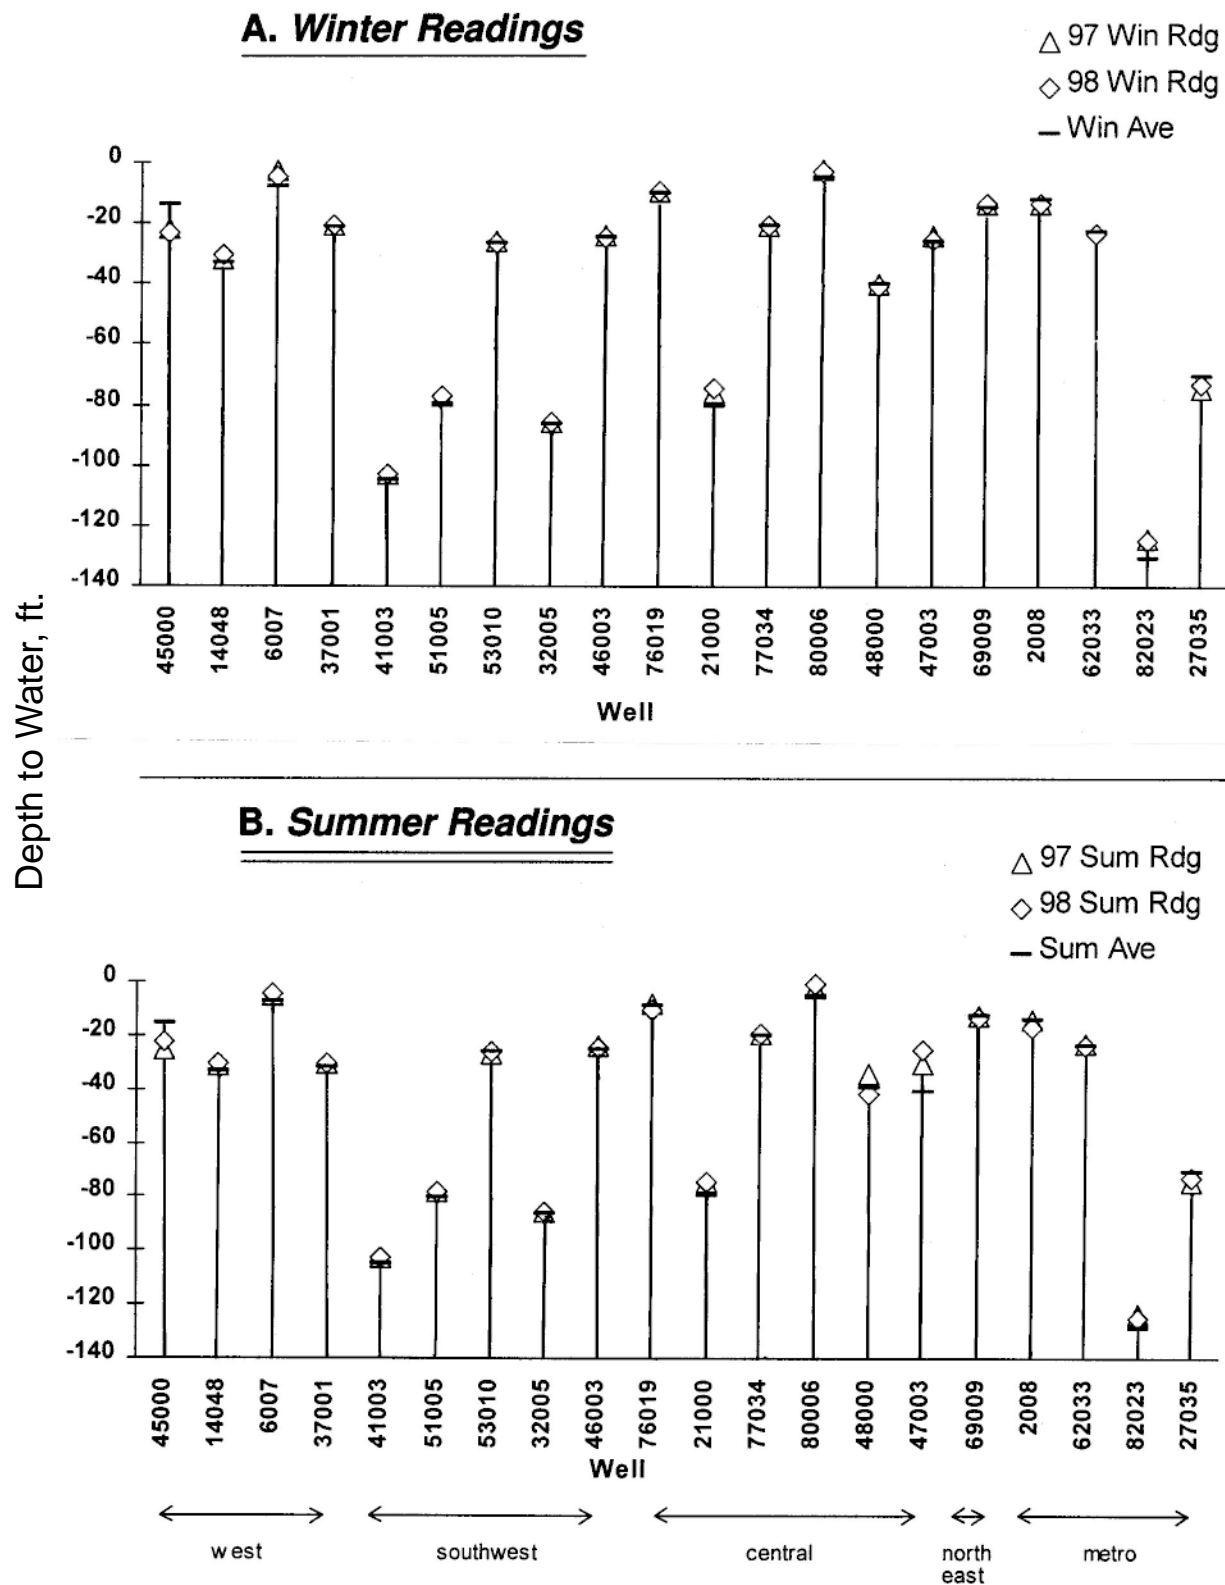 A. Winter Readings
97 Win Rdg
98 Win Rdg
Win Ave
0
-20
-40
-60
-80
-100
-120
-140
45000 14048 6007 37001 41003 51005 53010 32005 46003 76019 21000 77034 80006 48000 47003 69009 2008 62033 82023 27035
Well
Depth to Water, ft.
B. Summer Readings
97 Sum Rdg
98 Sum Rdg
Sum Ave
0
-20
-40
-60
-80
-100
-120
-140
45000 14048 6007 37001 41003 51005 53010 32005 46003 76019 21000 77034 80006 48000 47003 69009 2008 62033 82023 27035
Well
west southwest central north east metro